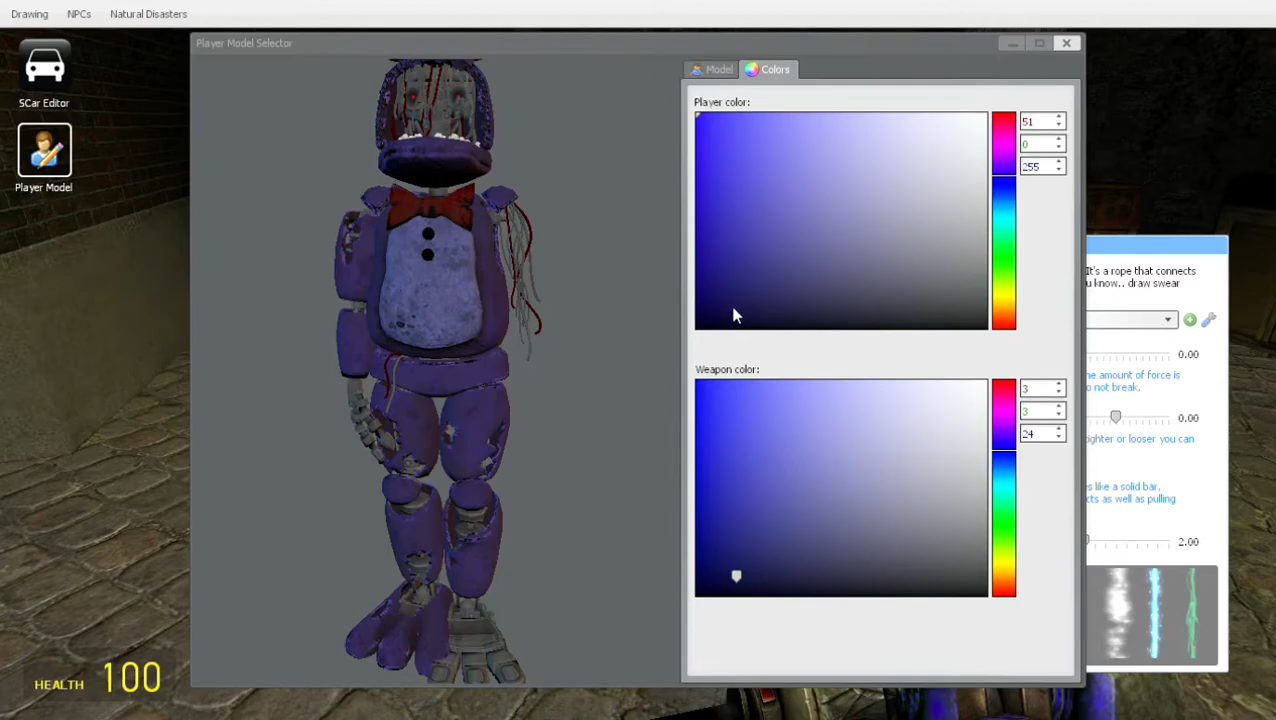 Drawing NPCs Natural Disasters
Player Model Selector
SCar Editor
Player Model
Model Colors
Player color:
51
0
255
Weapon color:
3
3
24
It's a rope that connects
u know.. draw swear
0.00
ne amount of force is
o not break.
0.00
ighter or looser you can
es like a solid bar,
cts as well as pulling
2.00
HEALTH 100